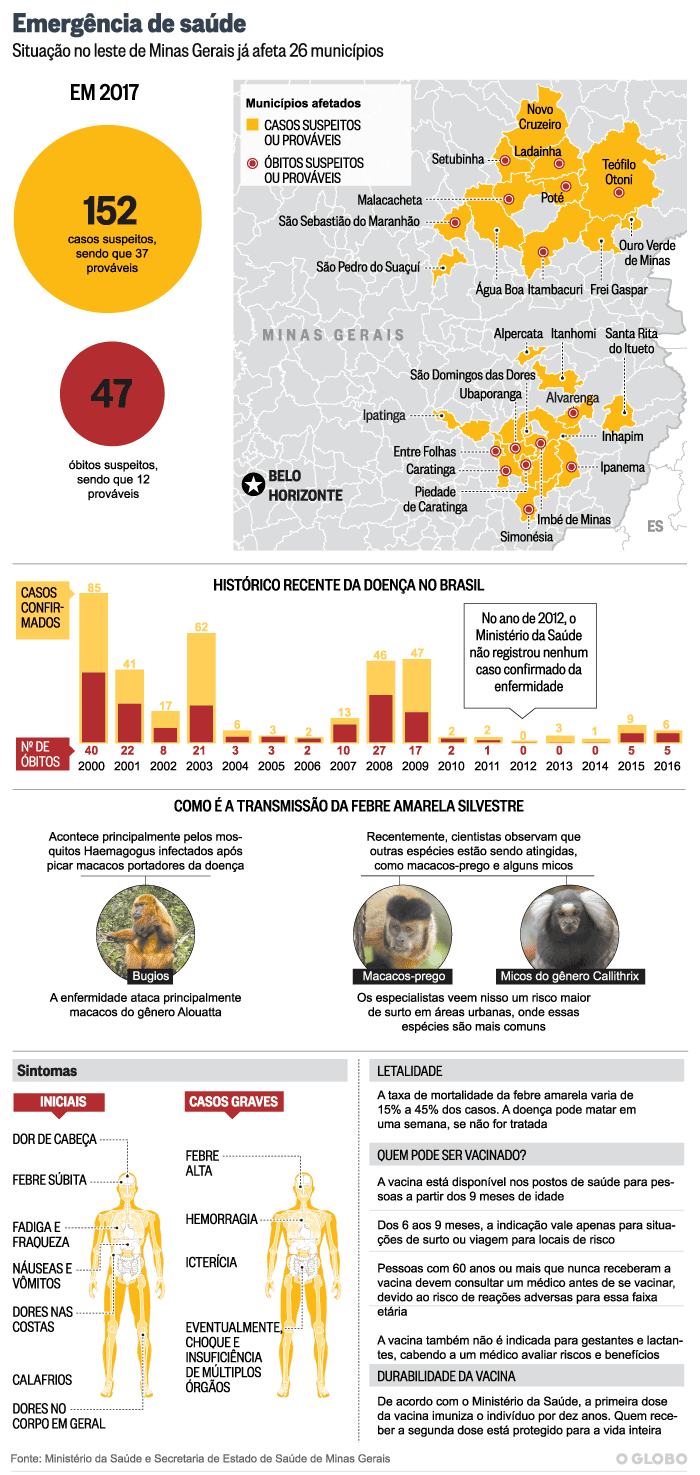 Emergência de saúde
Situação no leste de Minas Gerais já afeta 26 municípios
EM 2017
152
casos suspeitos,
sendo que 37
prováveis
47
óbitos suspeitos,
sendo que 12
prováveis
Municípios afetados
CASOS SUSPEITOS
OU PROVÁVEIS
ÓBITOS SUSPEITOS
OU PROVÁVEIS
Novo
Cruzeiro
Setubinha
Ladainha
Teófilo
Otoni
Malacacheta
Poté
São Sebastião do Maranhão
Ouro Verde
de Minas
São Pedro do Suaçuí
Água Boa
Itambacuri
Frei Gaspar
MINAS GERAIS
Alpercata
Itanhomi
Santa Rita
do Itueto
São Domingos das Dores
Ubaporanga
Alvarenga
Ipatinga
Inhapim
Entre Folhas
Caratinga
Ipanema
Piedade
de Caratinga
Imbé de Minas
Simonésia
BELO
HORIZONTE
ES
HISTÓRICO RECENTE DA DOENÇA NO BRASIL
CASOS
CONFIR-
MADOS
85
41
17
62
6
3
2
13
46
47
2
2
0
3
1
9
6
No ano de 2012, o
Ministério da Saúde
não registrou nenhum
caso confirmado da
enfermidade
Nº DE
ÓBITOS
40
22
8
21
3
3
2
10
27
17
2
1
0
0
0
5
5
2000
2001
2002
2003
2004
2005
2006
2007
2008
2009
2010
2011
2012
2013
2014
2015
2016
COMO É A TRANSMISSÃO DA FEBRE AMARELA SILVESTRE
Acontece principalmente pelos mos-
quitos Haemagogus infectados após
picar macacos portadores da doença
Bugios
A enfermidade ataca principalmente
macacos do gênero Alouatta
Recentemente, cientistas observam que
outras espécies estão sendo atingidas,
como macacos-prego e alguns micos
Macacos-prego
Micos do gênero Callithrix
Os especialistas veem nisso um risco maior
de surto em áreas urbanas, onde essas
espécies são mais comuns
Sintomas
INICIAIS
DOR DE CABEÇA
FEBRE SÚBITA
FADIGA E
FRAQUEZA
NÁUSEAS E
VÔMITOS
DORES NAS
COSTAS
CALAFRIOS
DORES NO
CORPO EM GERAL
CASOS GRAVES
FEBRE
ALTA
HEMORRAGIA
ICTERÍCIA
EVENTUALMENTE,
CHOQUE E
INSUFICIÊNCIA
DE MÚLTIPLOS
ÓRGÃOS
LETALIDADE
A taxa de mortalidade da febre amarela varia de
15% a 45% dos casos. A doença pode matar em
uma semana, se não for tratada
QUEM PODE SER VACINADO?
A vacina está disponível nos postos de saúde para pes-
soas a partir dos 9 meses de idade
Dos 6 aos 9 meses, a indicação vale apenas para situa-
ções de surto ou viagem para locais de risco
Pessoas com 60 anos ou mais que nunca receberam a
vacina devem consultar um médico antes de se vacinar,
devido ao risco de reações adversas para essa faixa
etária
A vacina também não é indicada para gestantes e lactan-
tes, cabendo a um médico avaliar riscos e benefícios
DURABILIDADE DA VACINA
De acordo com o Ministério da Saúde, a primeira dose
da vacina imuniza o indivíduo por dez anos. Quem rece-
ber a segunda dose está protegido para a vida inteira
Fonte: Ministério da Saúde e Secretaria de Estado de Saúde de Minas Gerais
O GLOBO